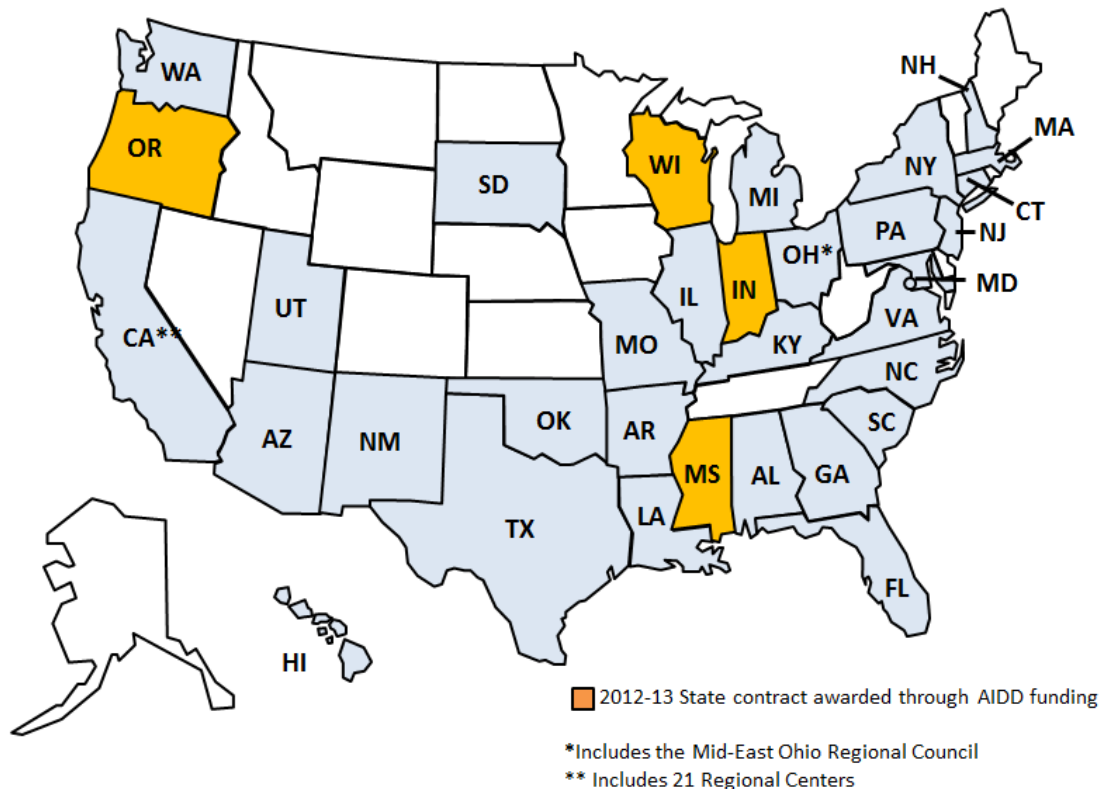 NH
WA
MA
OR
WI
NY
SD
MI
CT
PA
NJ
OH*
MD
IL
IN
UT
VA
CA**
MO
KY
NC
OK
SC
AZ
NM
AR
MS
AL
GA
LA
TX
FL
HI
2012-13 State contract awarded through AIDD funding
*Includes the Mid-East Ohio Regional Council
** Includes 21 Regional Centers